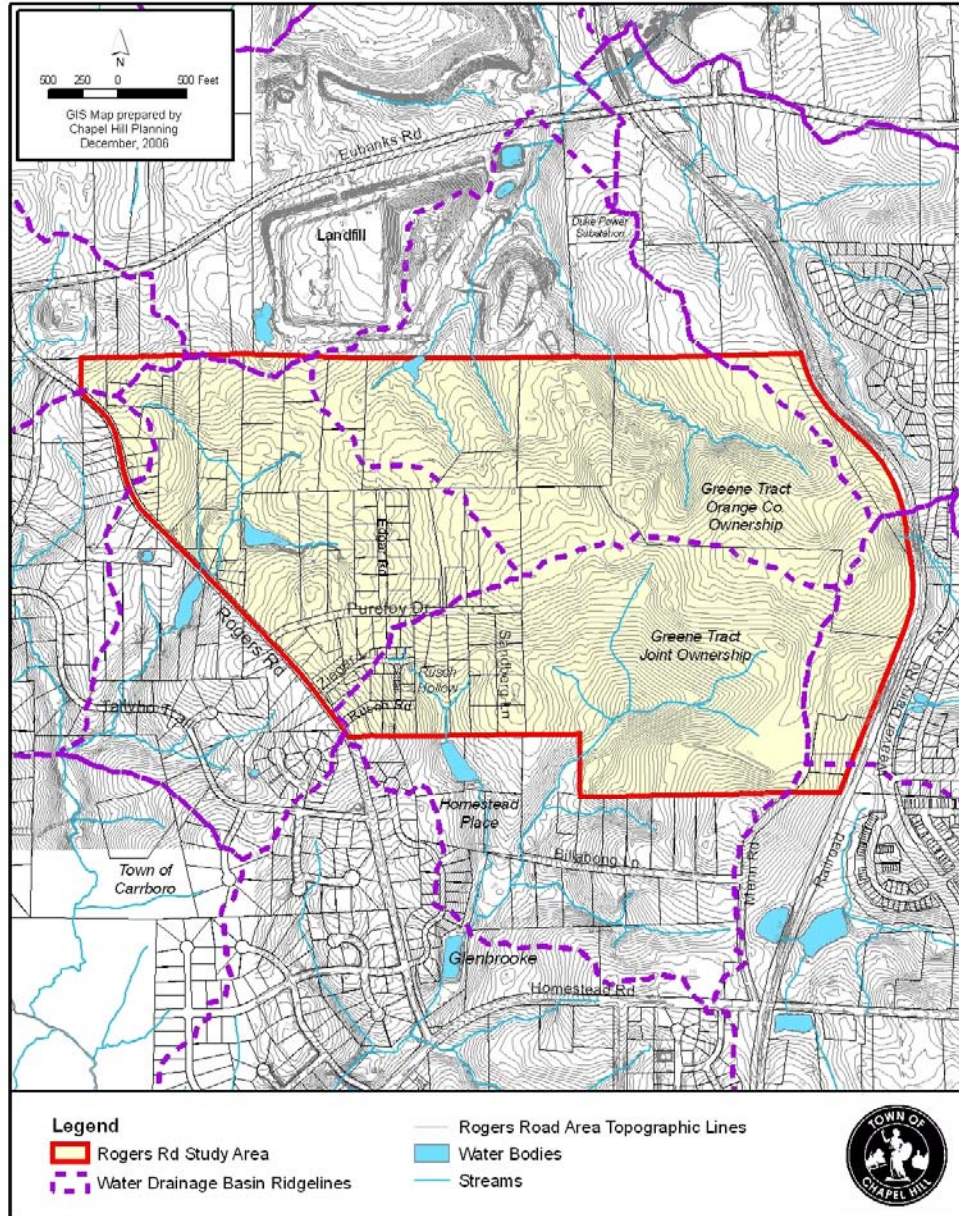 N
500 250 0 500 Feet
GIS Map prepared by
Chapel Hill Planning
December, 2006
Eubanks Rd
Landfill
Duke Power
Substation
Greene Tract
Orange Co.
Ownership
Edgar Rd
Purefoy Dr
Rogers Rd
Greene Tract
Joint Ownership
Sandberg Ln
Rusch
Hollow
Rusch Rd
Tallyho Trail
Weaver Dairy Rd Ext
Homestead
Place
Billabong Ln
Merin Rd
Railroad
Town of
Carrboro
Glenbrooke
Homestead Rd
Legend
Rogers Rd Study Area
Water Drainage Basin Ridgelines
Rogers Road Area Topographic Lines
Water Bodies
Streams
TOWN OF
CHAPEL HILL